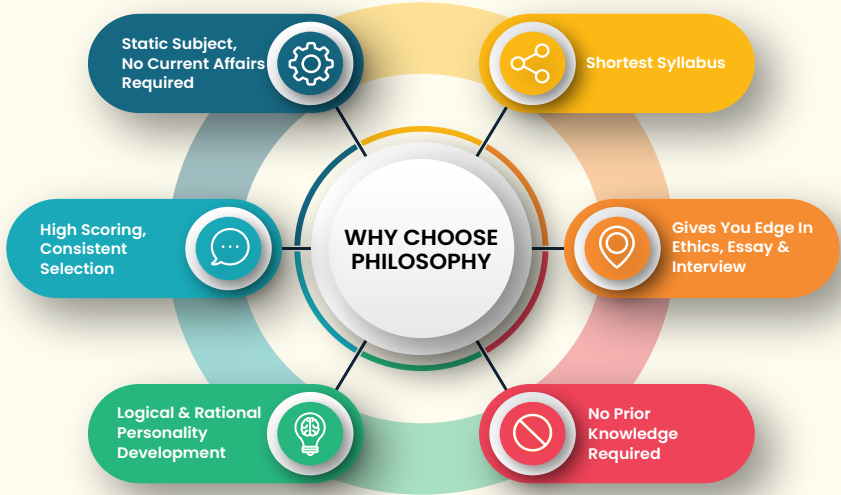 Static Subject,
No Current Affairs
Required
Shortest Syllabus
High Scoring,
Consistent
Selection
WHY CHOOSE
PHILOSOPHY
Gives You Edge In
Ethics, Essay &
Interview
Logical & Rational
Personality
Development
No Prior
Knowledge
Required